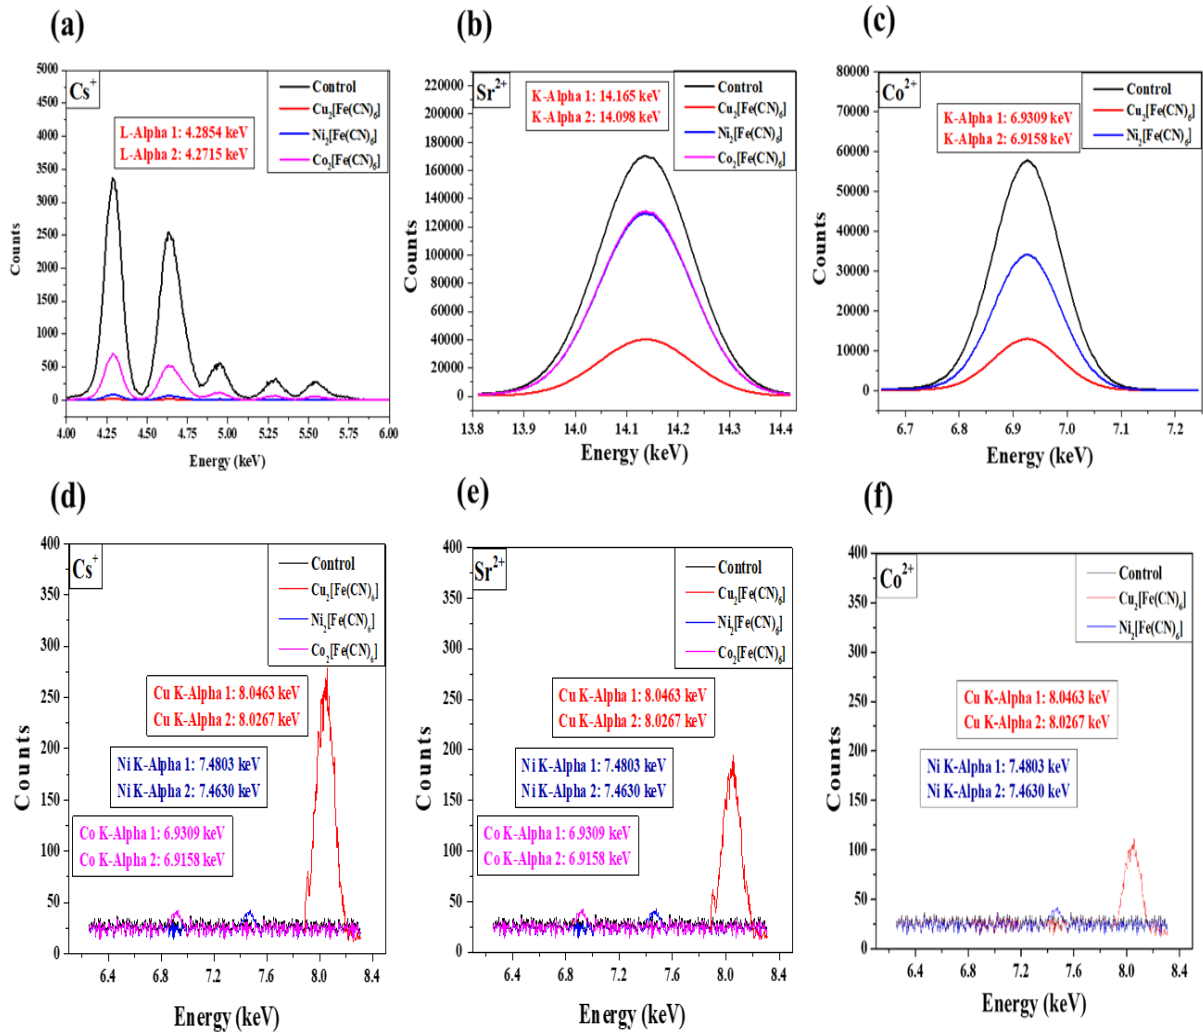 (a)
Cs⁺
Control
Cu₂[Fe(CN)₆]
Ni₂[Fe(CN)₆]
Co₂[Fe(CN)₆]
L-Alpha 1: 4.2854 keV
L-Alpha 2: 4.2715 keV
5000
4500
4000
3500
3000
2500
2000
1500
1000
500
0
Counts
4.00
4.25
4.50
4.75
5.00
5.25
5.50
5.75
6.00
Energy (keV)
(b)
Sr²⁺
K-Alpha 1: 14.165 keV
K-Alpha 2: 14.098 keV
Control
Cu₂[Fe(CN)₆]
Ni₂[Fe(CN)₆]
Co₂[Fe(CN)₆]
220000
200000
180000
160000
140000
120000
100000
80000
60000
40000
20000
0
Counts
13.8
13.9
14.0
14.1
14.2
14.3
14.4
Energy (keV)
(c)
Co²⁺
K-Alpha 1: 6.9309 keV
K-Alpha 2: 6.9158 keV
Control
Cu₂[Fe(CN)₆]
Ni₂[Fe(CN)₆]
80000
70000
60000
50000
40000
30000
20000
10000
0
Counts
6.7
6.8
6.9
7.0
7.1
7.2
Energy (keV)
(d)
Cs⁺
Control
Cu₂[Fe(CN)₆]
Ni₂[Fe(CN)₆]
Co₂[Fe(CN)₆]
Cu K-Alpha 1: 8.0463 keV
Cu K-Alpha 2: 8.0267 keV
Ni K-Alpha 1: 7.4803 keV
Ni K-Alpha 2: 7.4630 keV
Co K-Alpha 1: 6.9309 keV
Co K-Alpha 2: 6.9158 keV
400
350
300
250
200
150
100
50
0
Counts
6.4
6.8
7.2
7.6
8.0
8.4
Energy (keV)
(e)
Sr²⁺
Control
Cu₂[Fe(CN)₆]
Ni₂[Fe(CN)₆]
Co₂[Fe(CN)₆]
Cu K-Alpha 1: 8.0463 keV
Cu K-Alpha 2: 8.0267 keV
Ni K-Alpha 1: 7.4803 keV
Ni K-Alpha 2: 7.4630 keV
Co K-Alpha 1: 6.9309 keV
Co K-Alpha 2: 6.9158 keV
400
350
300
250
200
150
100
50
0
Counts
6.4
6.8
7.2
7.6
8.0
8.4
Energy (keV)
(f)
Co²⁺
Control
Cu₂[Fe(CN)₆]
Ni₂[Fe(CN)₆]
Cu K-Alpha 1: 8.0463 keV
Cu K-Alpha 2: 8.0267 keV
Ni K-Alpha 1: 7.4803 keV
Ni K-Alpha 2: 7.4630 keV
400
350
300
250
200
150
100
50
0
Counts
6.4
6.8
7.2
7.6
8.0
8.4
Energy (keV)